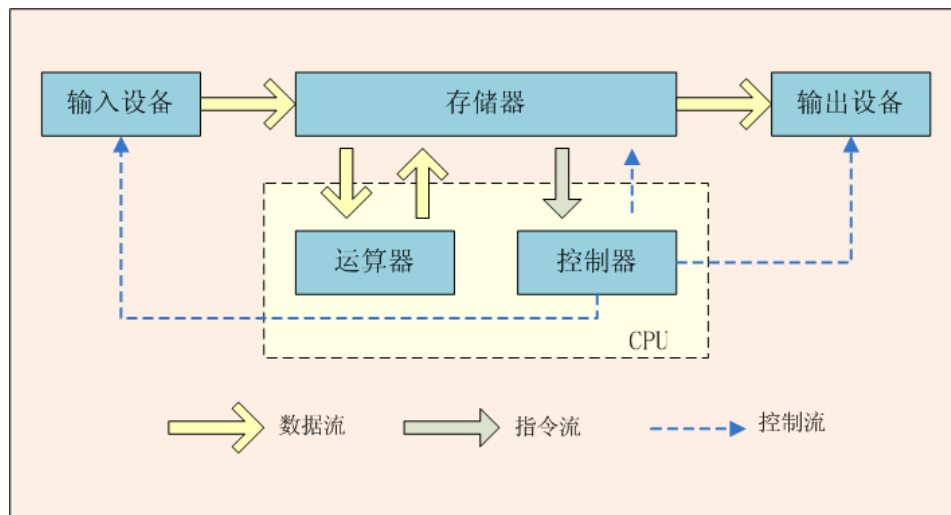 输入设备
存储器
输出设备
运算器
控制器
CPU
数据流
指令流
控制流